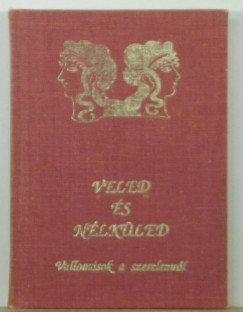 VELED
ÉS
NÉLKÜLED
Vallomások a szerelemről